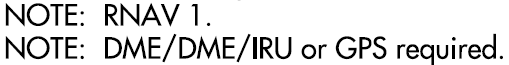 NOTE: RNAV 1.
NOTE: DME/DME/IRU or GPS required.